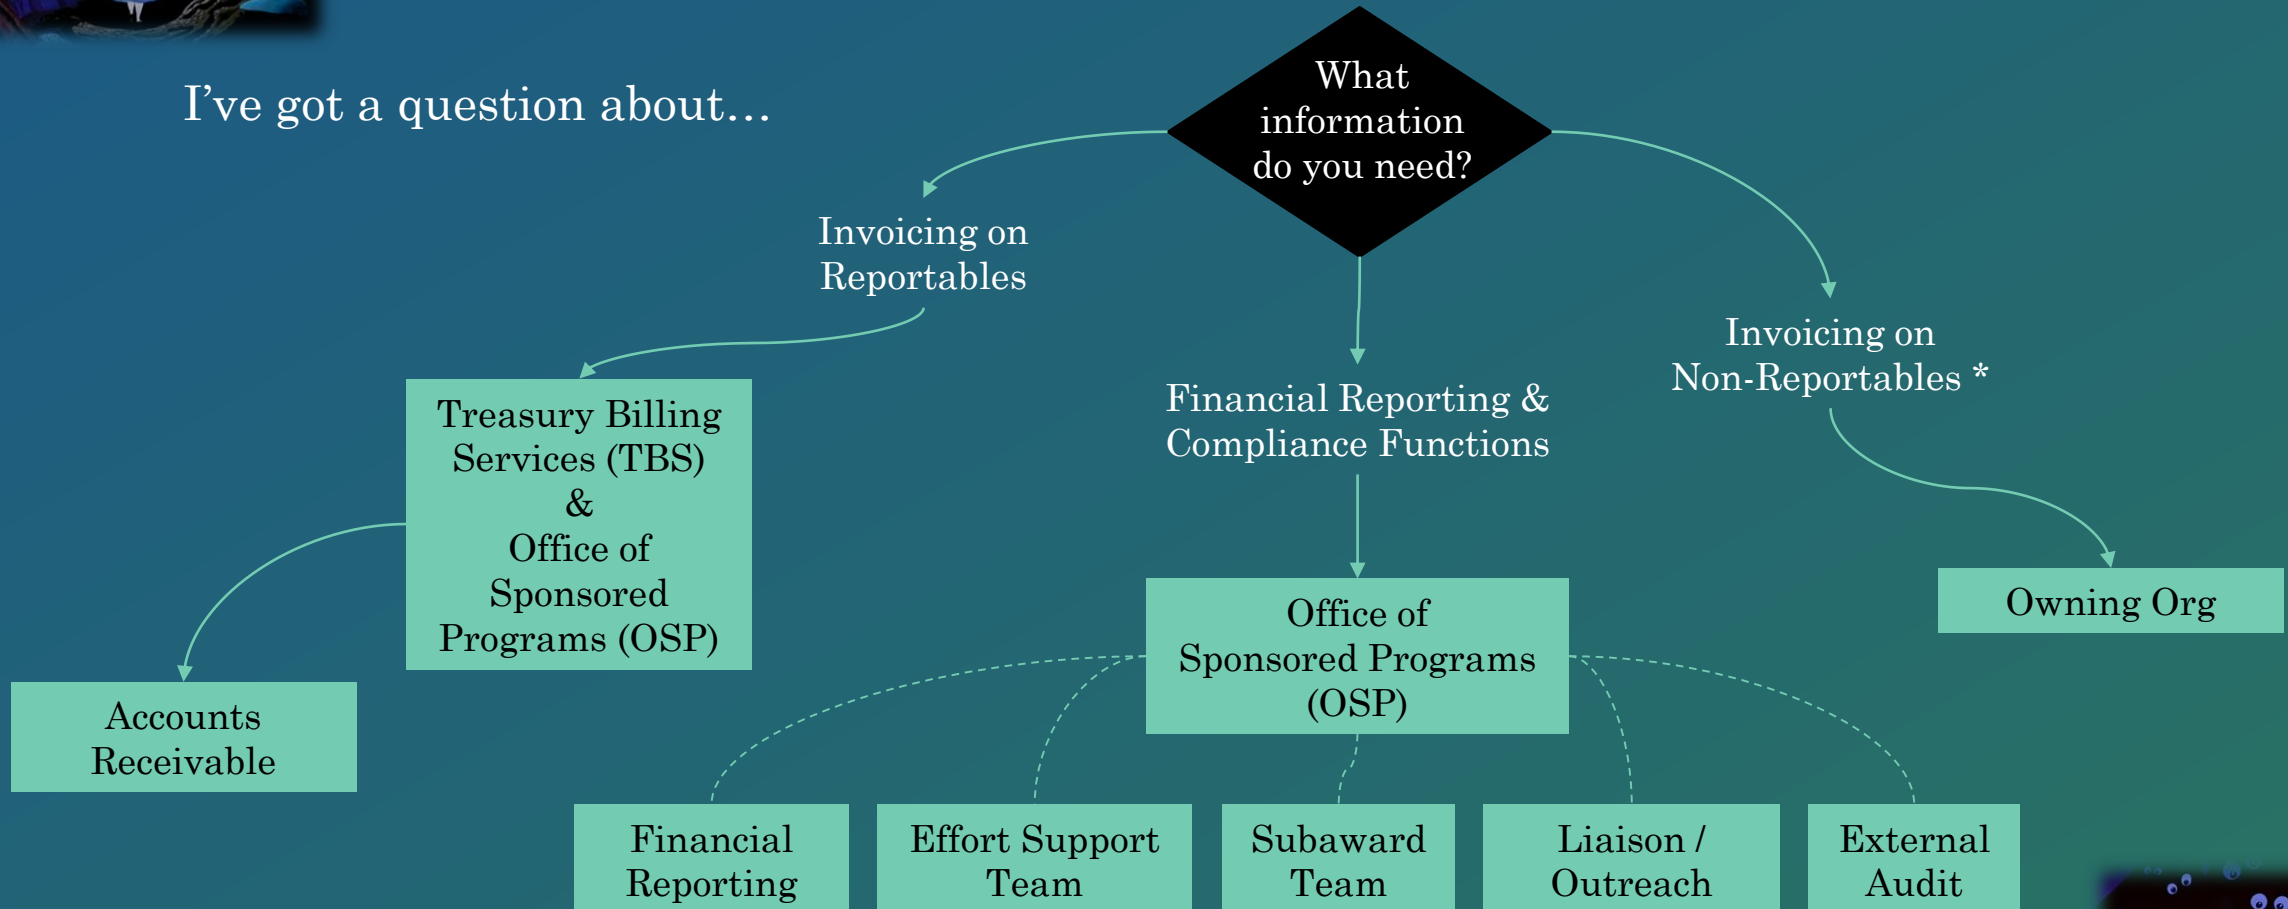 I've got a question about…
What
information
do you need?
Invoicing on
Reportables
Invoicing on
Non-Reportables *
Financial Reporting &
Compliance Functions
Treasury Billing
Services (TBS)
&
Office of
Sponsored
Programs (OSP)
Office of
Sponsored Programs
(OSP)
Owning Org
Accounts
Receivable
Financial
Reporting
Effort Support
Team
Subaward
Team
Liaison /
Outreach
External
Audit